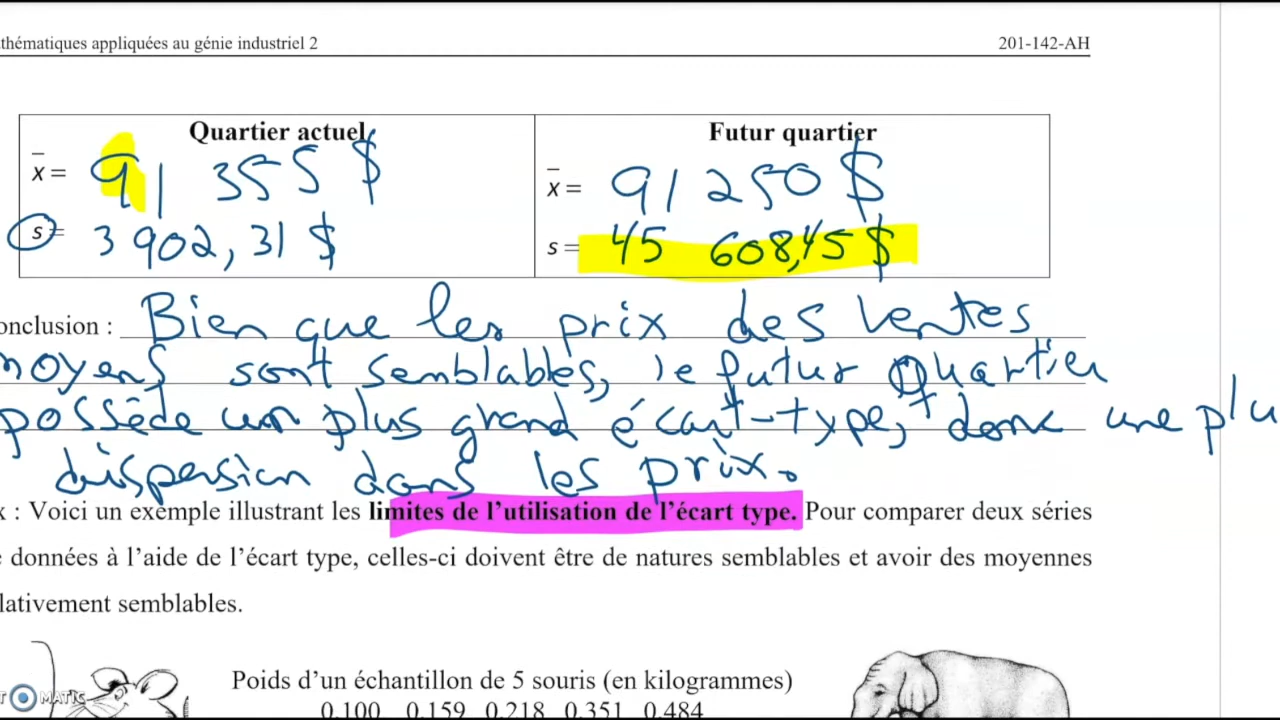 thématiques appliquées au génie industriel 2 201-142-AH
Quartier actuel Futur quartier
x̄ = 91 355 $ x̄ = 91 250 $
s = 3 902,31 $ s = 45 608,45 $
onclusion : Bien que les prix des ventes
moyens sont semblables, le futur Quartier
possède un plus grand écart-type, donc une plu
dispersion dans les prix.
x : Voici un exemple illustrant les limites de l’utilisation de l’écart type. Pour comparer deux séries
e données à l’aide de l’écart type, celles-ci doivent être de natures semblables et avoir des moyennes
lativement semblables.
Poids d’un échantillon de 5 souris (en kilogrammes)
0.100 0.159 0.218 0.351 0.484